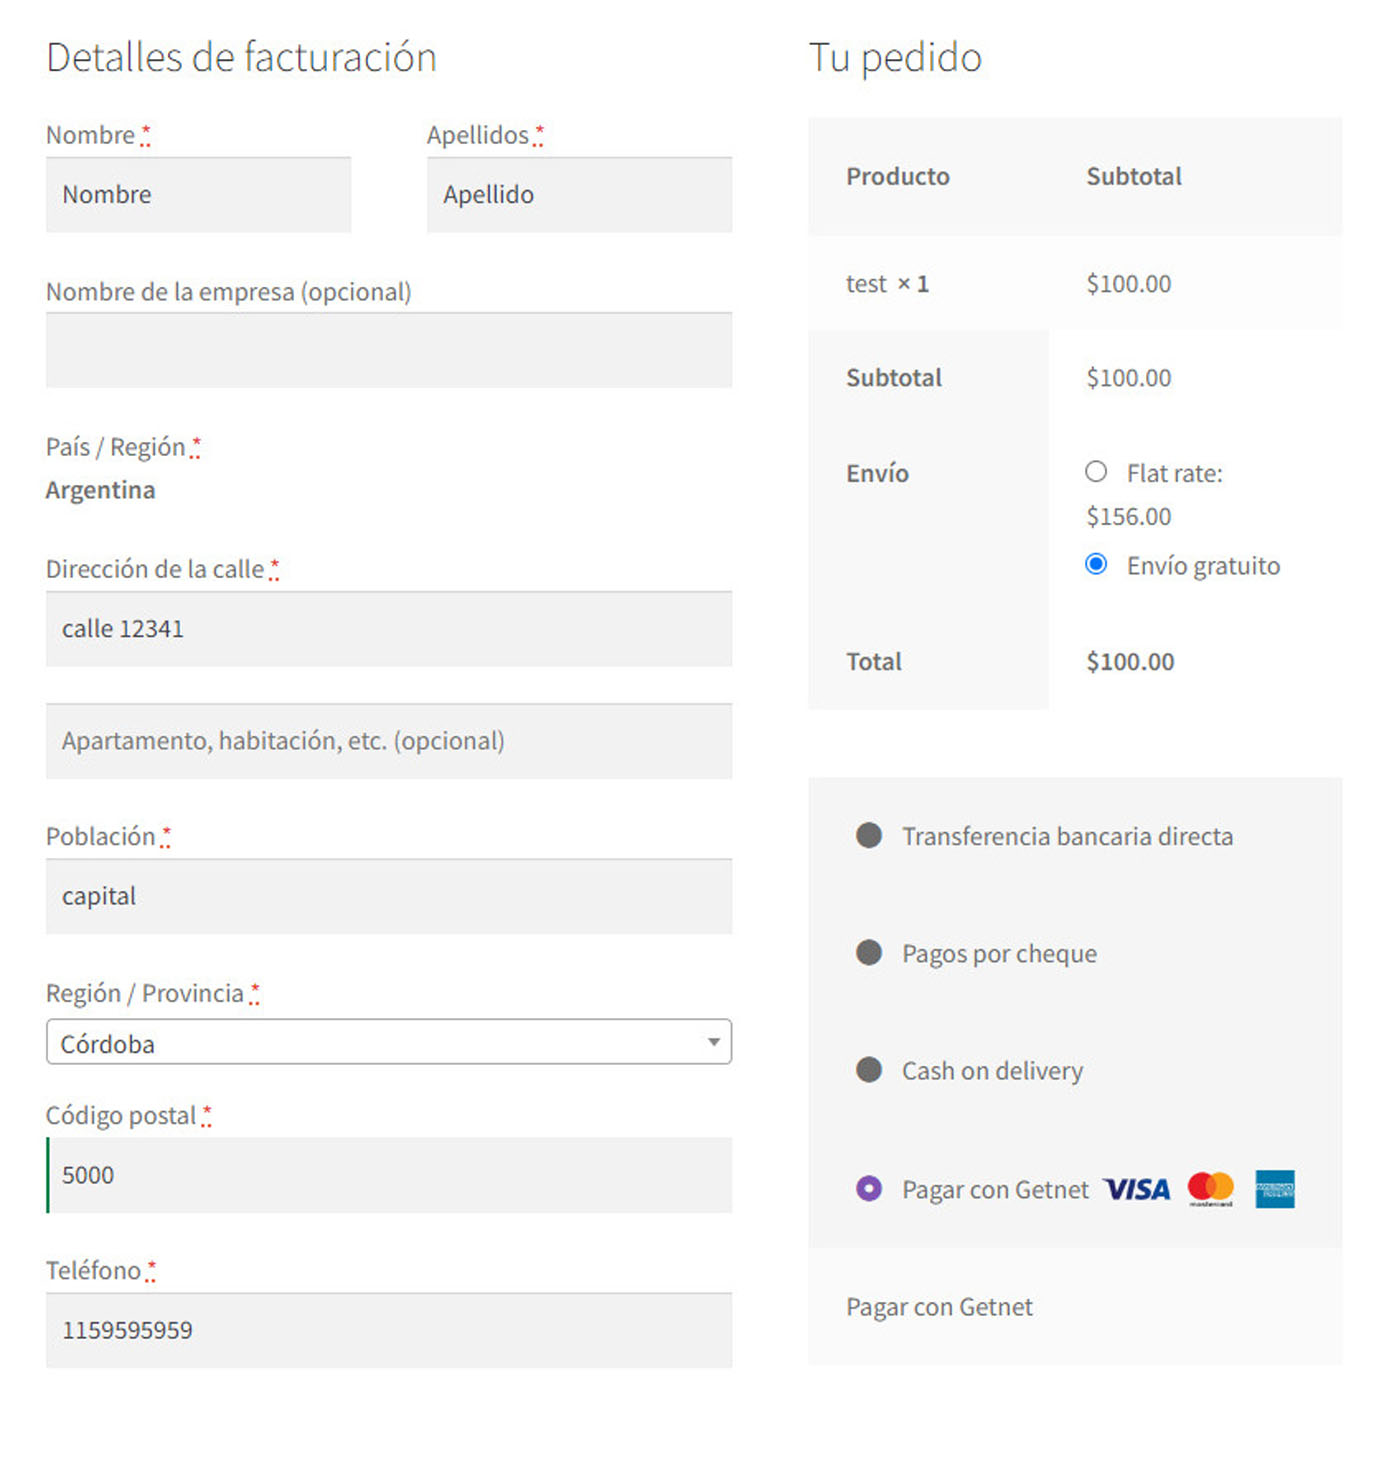 Detalles de facturación
Nombre *
Apellidos *
Nombre
Apellido
Nombre de la empresa (opcional)
País / Región *
Argentina
Dirección de la calle *
calle 12341
Apartamento, habitación, etc. (opcional)
Población *
capital
Región / Provincia *
Córdoba
Código postal *
5000
Teléfono *
1159595959
Tu pedido
Producto Subtotal
test × 1 $100.00
Subtotal $100.00
Envío Flat rate:
$156.00
Envío gratuito
Total $100.00
Transferencia bancaria directa
Pagos por cheque
Cash on delivery
Pagar con Getnet VISA mastercard
Pagar con Getnet